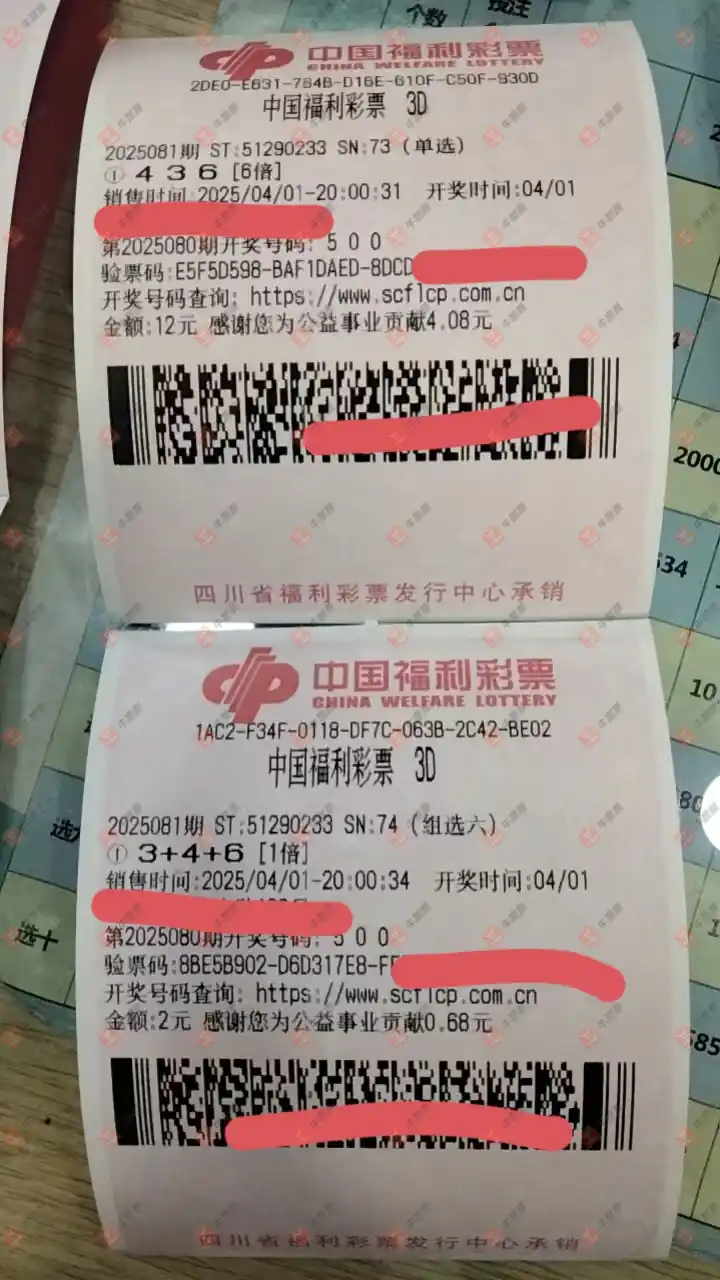 个数
投注
中国福利彩票
CHINA WELFARE LOTTERY
2DE0-E631-784B-D16E-610F-C50F-930D
中国福利彩票 3D
2025081期 ST:51290233 SN:73 (单选)
① 4 3 6 [6倍]
销售时间:2025/04/01-20:00:31 开奖时间:04/01
第2025080期开奖号码: 5 0 0
验票码:E5F5D598-BAF1DAED-8DCD
开奖号码查询: https://www.scflcp.com.cn
金额:12元 感谢您为公益事业贡献4.08元
四川省福利彩票发行中心承销
中国福利彩票
CHINA WELFARE LOTTERY
1AC2-F34F-0118-DF7C-063B-2C42-BE02
中国福利彩票 3D
2025081期 ST:51290233 SN:74 (组选六)
① 3+4+6 [1倍]
销售时间:2025/04/01-20:00:34 开奖时间:04/01
第2025080期开奖号码: 5 0 0
验票码:8BE5B902-D6D317E8-FF
开奖号码查询: https://www.scflcp.com.cn
金额:2元 感谢您为公益事业贡献0.68元
四川省福利彩票发行中心承销
2000
534
10
选十
585